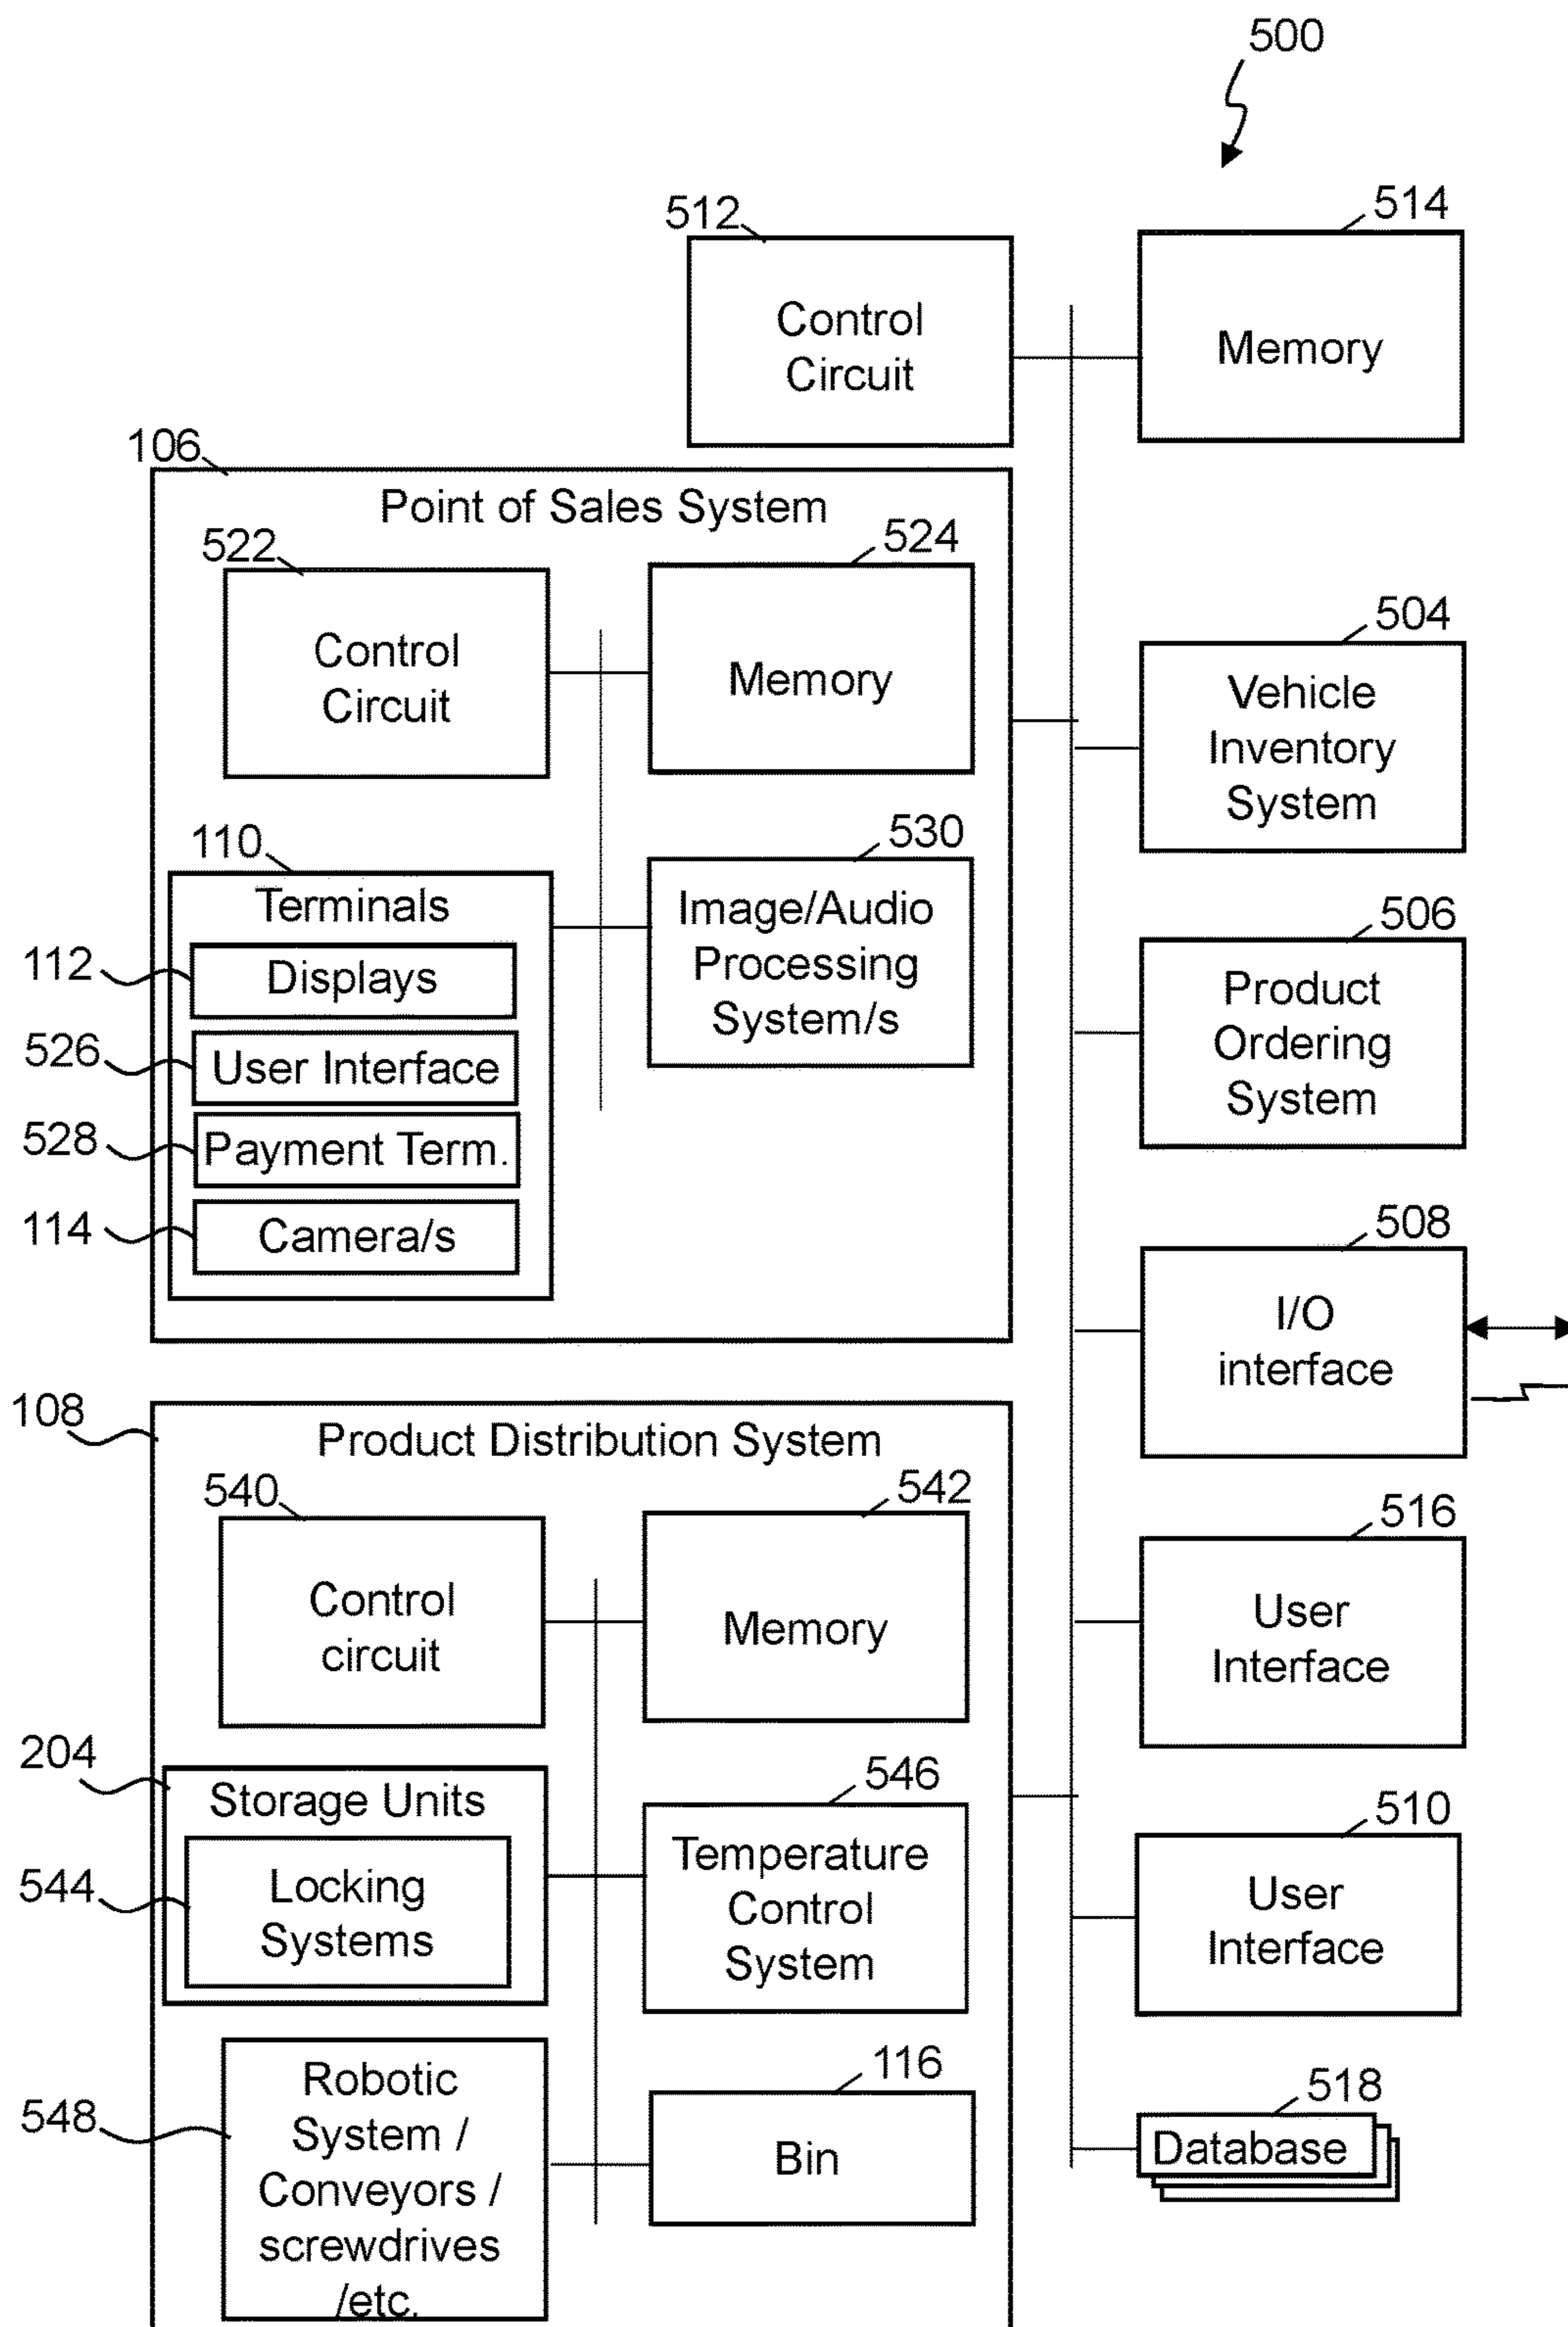 500
512
514
Control
Circuit
Memory
106
Point of Sales System
522
524
Control
Circuit
Memory
110
Terminals
112
Displays
526
User Interface
528
Payment Term.
114
Camera/s
530
Image/Audio
Processing
System/s
504
Vehicle
Inventory
System
506
Product
Ordering
System
508
I/O
interface
108
Product Distribution System
540
542
Control
circuit
Memory
204
Storage Units
544
Locking
Systems
546
Temperature
Control
System
548
Robotic
System /
Conveyors /
screwdrives
/etc.
116
Bin
516
User
Interface
510
User
Interface
518
Database